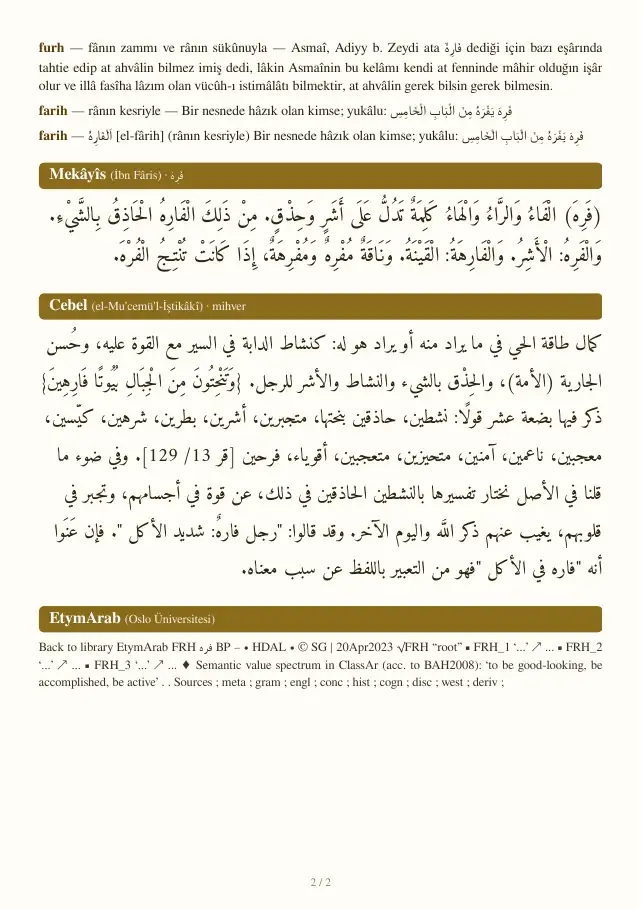 furh — fânın zammı ve rânın sükûnuyla — Asmaî, Adiyy b. Zeydi ata فَارِهٌ dediği için bazı eşârında
tahtie edip at ahvâlin bilmez imiş dedi, lâkin Asmaînin bu kelâmı kendi at fenninde mâhir olduğın işâr
olur ve illâ fasîha lâzım olan vücûh-ı istimâlâtı bilmektir, at ahvâlin gerek bilsin gerek bilmesin.
farih — rânın kesriyle — Bir nesnede hâzık olan kimse; yukâlu: فَرِهَ يَفْرَهُ مِنَ الْبَابِ الْخَامِسِ
farih — اَلْفَارِهُ [el-fârih] (rânın kesriyle) Bir nesnede hâzık olan kimse; yukâlu: فَرِهَ يَفْرَهُ مِنَ الْبَابِ الْخَامِسِ
Mekâyîs (İbn Fâris) · فره
(فَرِهَ) الْفَاءُ وَالرَّاءُ وَالْهَاءُ كَلِمَةٌ تَدُلُّ عَلَى أَشَرٍ وَحِذْقٍ. مِنْ ذَلِكَ الْفَارِهُ الْحَاذِقُ بِالشَّيْءِ.
وَالْفَرِهُ: الْأَشِرُ. وَالْفَارِهَةُ: الْقَيْنَةُ. وَنَاقَةٌ مُفْرِهٌ وَمُفْرِهَةٌ، إِذَا كَانَتْ تُنْتِجُ الْفُرْهَ.
Cebel (el-Mu'cemü'l-İştikâkî) · mihver
كمال طاقة الحي في ما يراد منه أو يراد هو له: كنشاط الدابة في السير مع القوة عليه، وحُسن
الجارية (الأمة)، والحِذْق بالشيء والنشاط والأشر للرجل. {وَتَنْحِتُونَ مِنَ الْجِبَالِ بُيُوتًا فَارِهِينَ}
ذكر فيها بضعة عشر قولًا: نشطين، حاذقين بنحتها، متجبرين، أشرين، بطرين، شرهين، كيّسين،
معجبين، ناعمين، آمنين، متحيزين، متعجبين، أقوياء، فرحين [قر 13/ 129]. وفي ضوء ما
قلنا في الأصل نختار تفسيرها بالنشطين الحاذقين في ذلك، عن قوة في أجسامهم، وتجبر في
قلوبهم، يغيب عنهم ذكر اللَّه واليوم الآخر. وقد قالوا: "رجل فارهٌ: شديد الأكل ". فإن عَنَوا
أنه "فاره في الأكل "فهو من التعبير باللفظ عن سبب معناه.
EtymArab (Oslo Üniversitesi)
Back to library EtymArab FRH فره BP – • HDAL • © SG | 20Apr2023 √FRH “root” ▪ FRH_1 ‘...’ ↗ ... ▪ FRH_2
‘...’ ↗ ... ▪ FRH_3 ‘...’ ↗ ... ♦ Semantic value spectrum in ClassAr (acc. to BAH2008): ‘to be good-looking, be
accomplished, be active’ . . Sources ; meta ; gram ; engl ; conc ; hist ; cogn ; disc ; west ; deriv ;
2 / 2